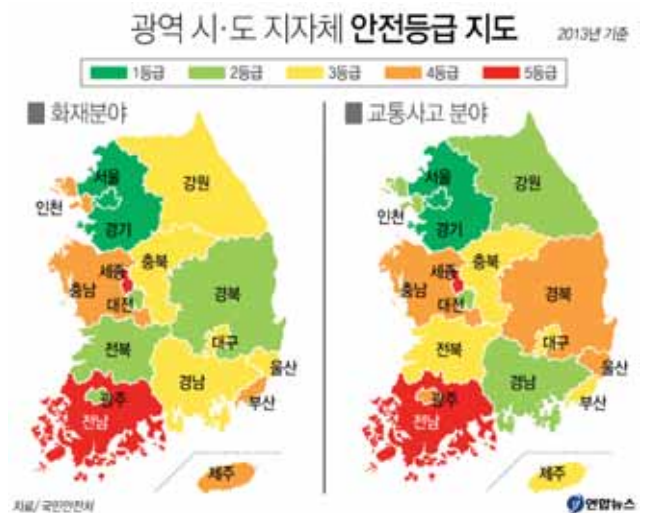 광역 시·도 지자체 안전등급 지도
2013년 기준
1등급 2등급 3등급 4등급 5등급
화재분야
서울
강원
인천
경기
세종
충북
충남
대전
경북
전북
대구
울산
경남
광주
부산
전남
제주
교통사고 분야
서울
강원
인천
경기
세종
충북
충남
대전
경북
전북
대구
울산
경남
광주
부산
전남
제주
자료/국민안전처
연합뉴스